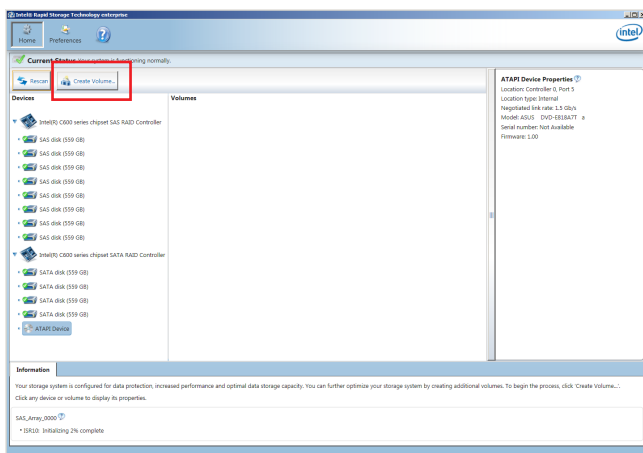 Intel® Rapid Storage Technology enterprise
Home
Preferences
intel
Current Status Your system is functioning normally.
Rescan
Create Volume...
Devices
Volumes
Intel(R) C600 series chipset SAS RAID Controller
SAS disk (559 GB)
SAS disk (559 GB)
SAS disk (559 GB)
SAS disk (559 GB)
SAS disk (559 GB)
SAS disk (559 GB)
SAS disk (559 GB)
SAS disk (559 GB)
Intel(R) C600 series chipset SATA RAID Controller
SATA disk (559 GB)
SATA disk (559 GB)
SATA disk (559 GB)
SATA disk (559 GB)
ATAPI Device
ATAPI Device Properties ?
Location: Controller 0, Port 5
Location type: Internal
Negotiated link rate: 1.5 Gb/s
Model: ASUS DVD-E818A7T a
Serial number: Not Available
Firmware: 1.00
Information
Your storage system is configured for data protection, increased performance and optimal data storage capacity. You can further optimize your storage system by creating additional volumes. To begin the process, click 'Create Volume...'.
Click any device or volume to display its properties.
SAS_Array_0000 ?
• ISR10: Initializing 2% complete